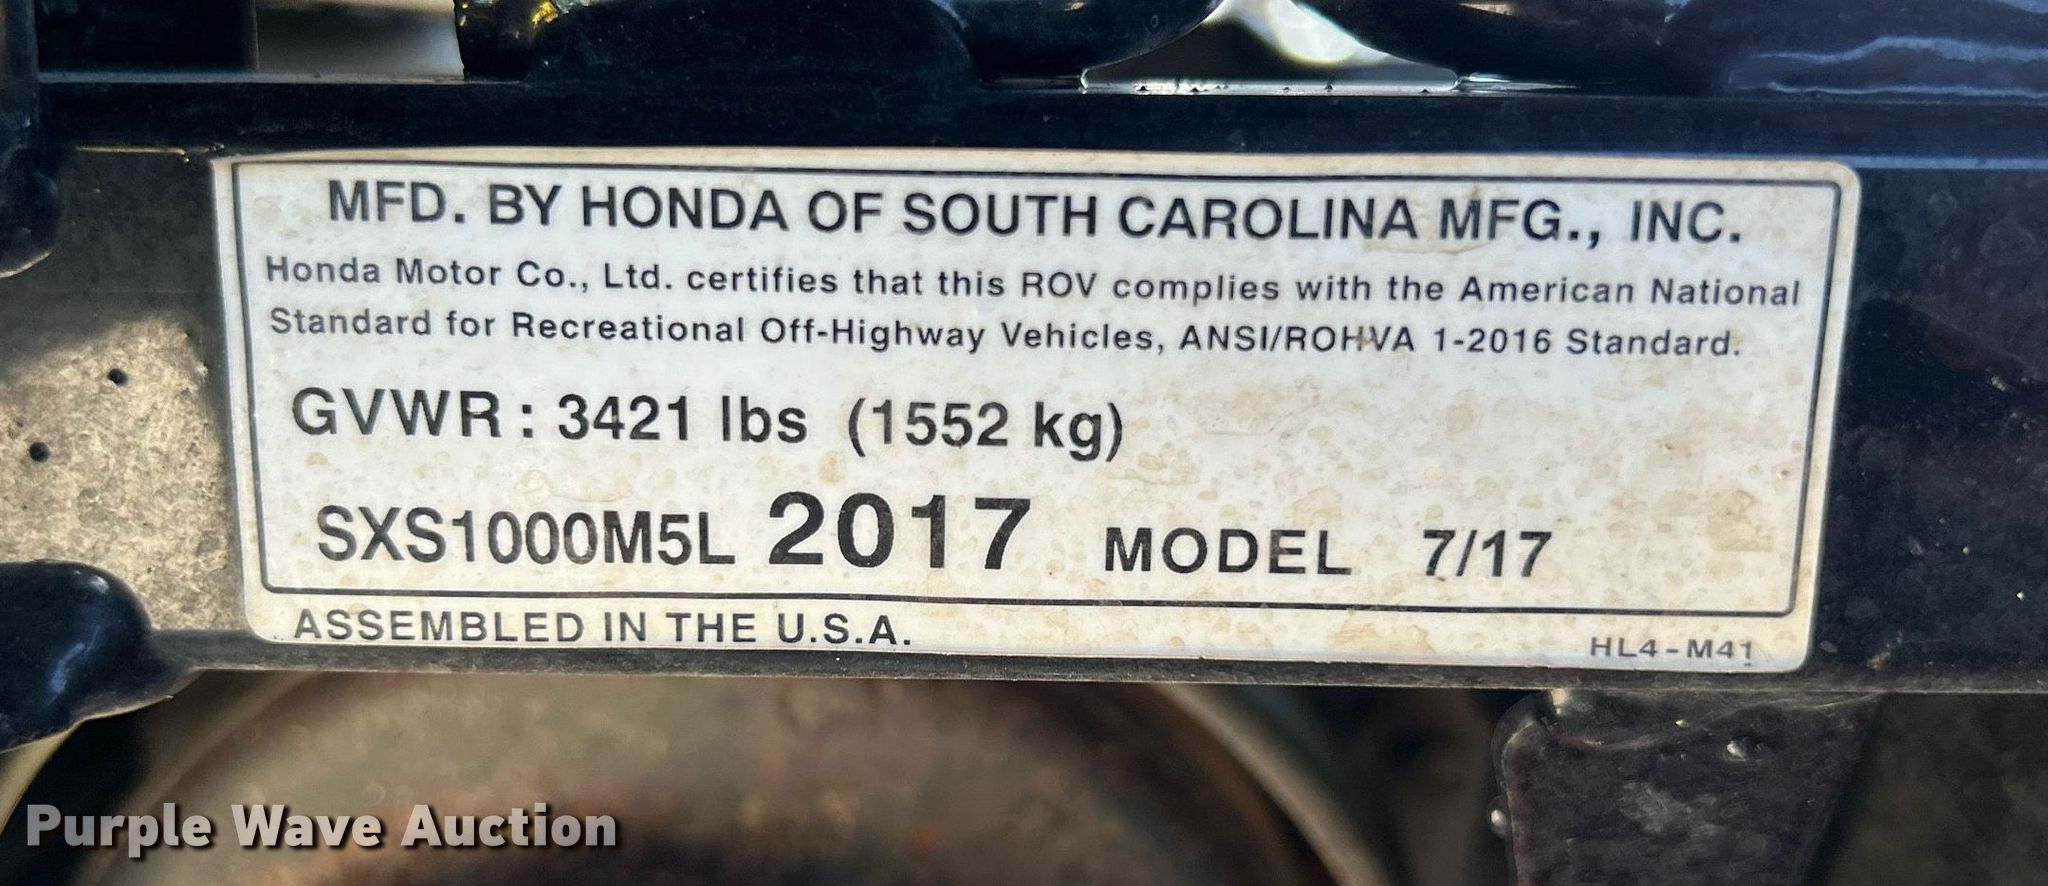 MFD. BY HONDA OF SOUTH CAROLINA MFG., INC.
Honda Motor Co., Ltd. certifies that this ROV complies with the American National
Standard for Recreational Off-Highway Vehicles, ANSI/ROHVA 1-2016 Standard.
GVWR: 3421 lbs (1552 kg)
SXS1000M5L 2017 MODEL 7/17
ASSEMBLED IN THE U.S.A. HL4-M41
Purple Wave Auction